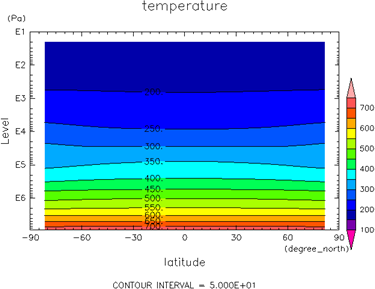 temperature
(Pa)
E1
E2
E3
E4
E5
E6
Level
200.
250.
300.
350.
400.
450.
500.
550.
600.
700.
700
600
500
400
300
200
100
−90 −60 −30 0 30 60 90
(degree_north)
latitude
CONTOUR INTERVAL = 5.000E+01